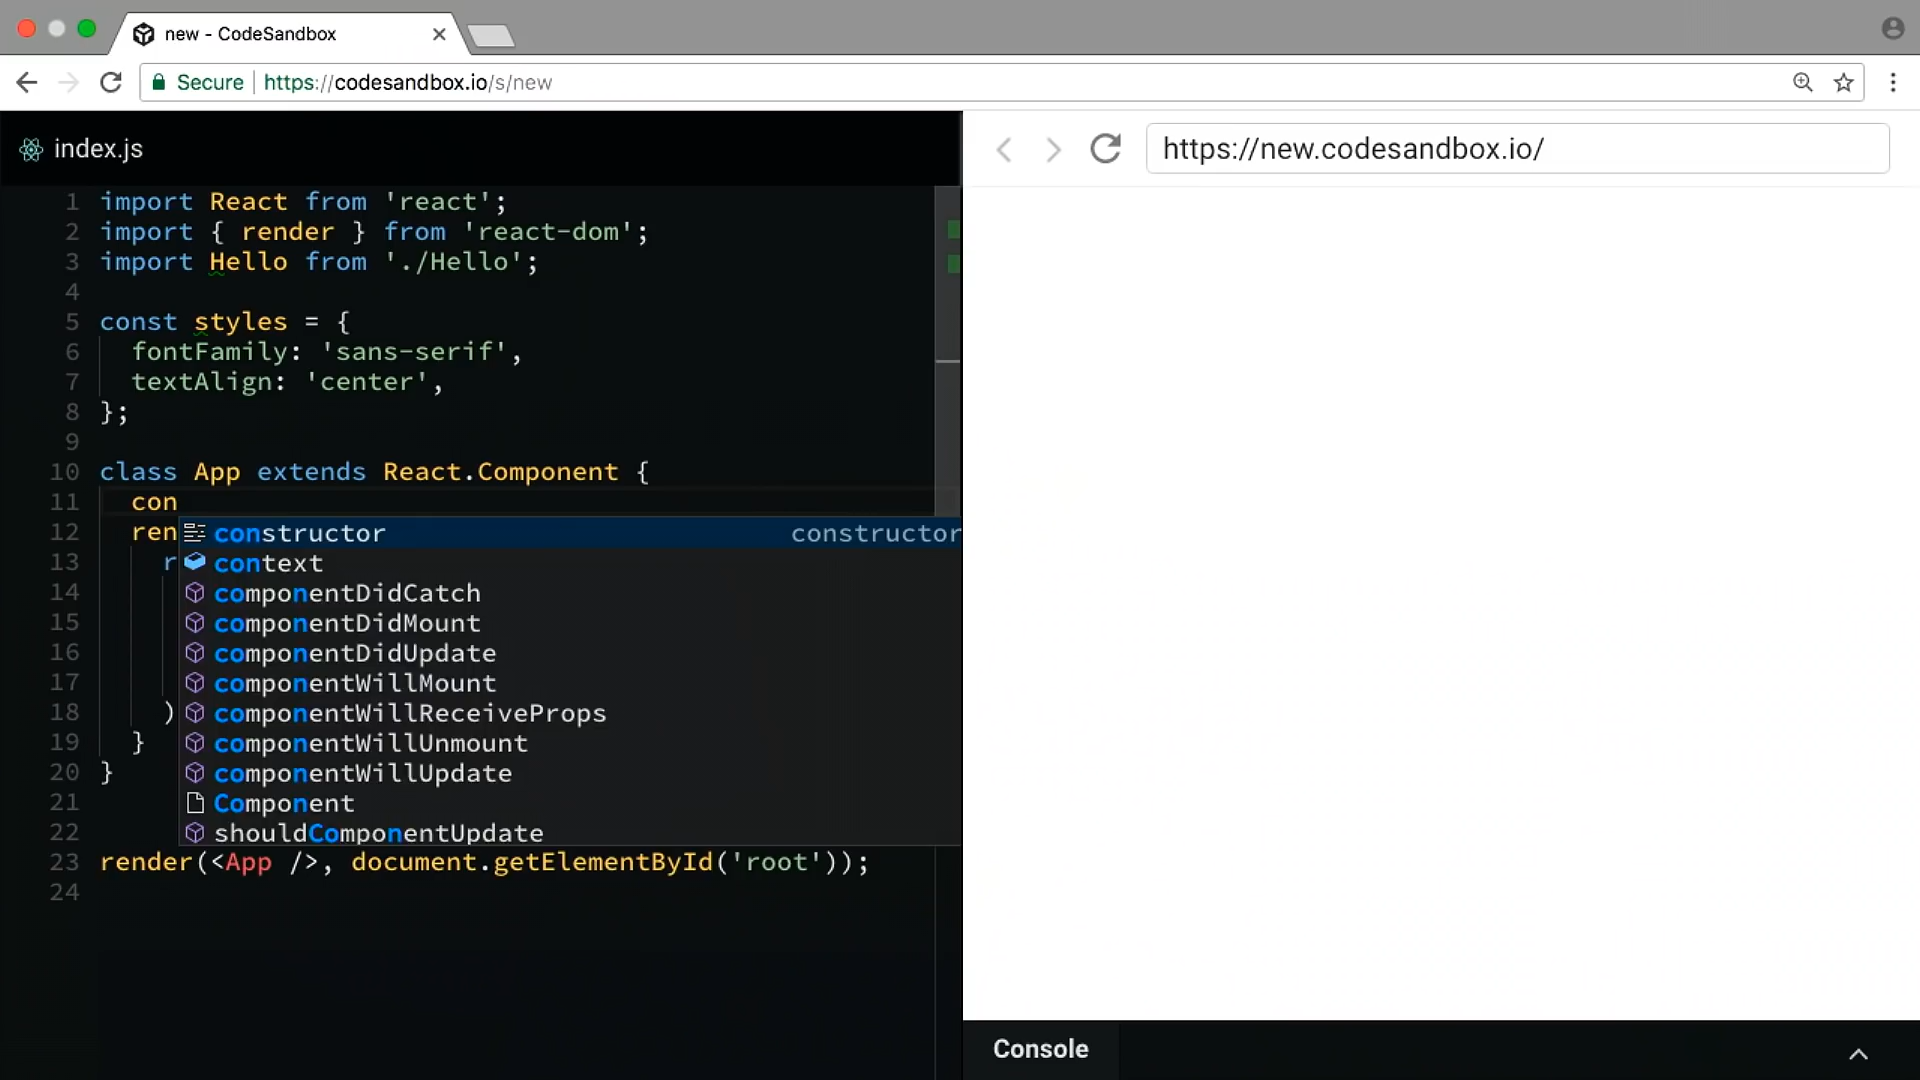 new - CodeSandbox
Secure https://codesandbox.io/s/new
index.js
https://new.codesandbox.io/
1 import React from 'react';
2 import { render } from 'react-dom';
3 import Hello from './Hello';
4
5 const styles = {
6 fontFamily: 'sans-serif',
7 textAlign: 'center',
8 };
9
10 class App extends React.Component {
11 con
12 ren
constructor constructor
13 r
context
14
componentDidCatch
15
componentDidMount
16
componentDidUpdate
17
componentWillMount
18 )
componentWillReceiveProps
19 }
componentWillUnmount
20 }
componentWillUpdate
21
Component
22
shouldComponentUpdate
23 render(<App />, document.getElementById('root'));
24
Console